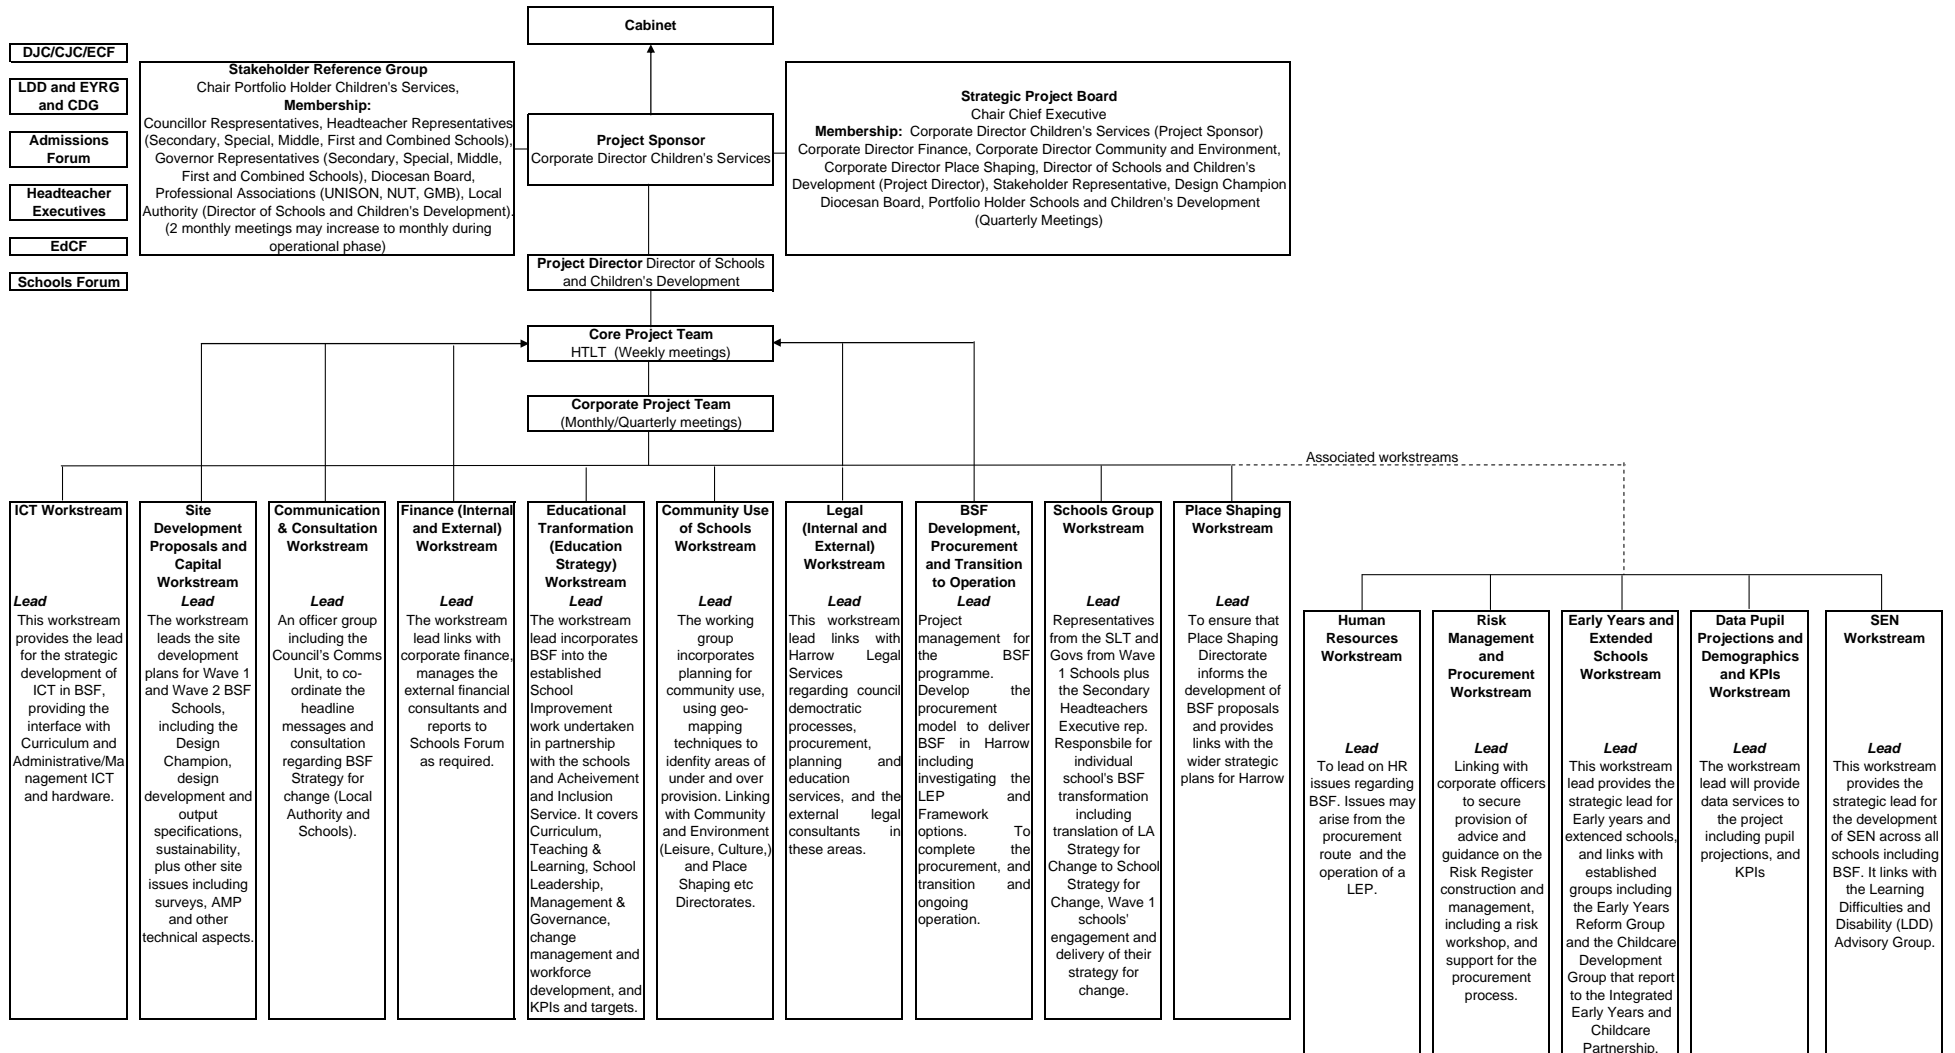 Cabinet
DJC/CJC/ECF
LDD and EYRG
and CDG
Admissions
Forum
Headteacher
Executives
EdCF
Schools Forum
Stakeholder Reference Group
Chair Portfolio Holder Children's Services,
Membership:
Councillor Respresentatives, Headteacher Representatives
(Secondary, Special, Middle, First and Combined Schools),
Governor Representatives (Secondary, Special, Middle,
First and Combined Schools), Diocesan Board,
Professional Associations (UNISON, NUT, GMB), Local
Authority (Director of Schools and Children's Development).
(2 monthly meetings may increase to monthly during
operational phase)
Project Sponsor
Corporate Director Children's Services
Strategic Project Board
Chair Chief Executive
Membership: Corporate Director Children's Services (Project Sponsor)
Corporate Director Finance, Corporate Director Community and Environment,
Corporate Director Place Shaping, Director of Schools and Children's
Development (Project Director), Stakeholder Representative, Design Champion
Diocesan Board, Portfolio Holder Schools and Children's Development
(Quarterly Meetings)
Project Director Director of Schools
and Children's Development
Core Project Team
HTLT (Weekly meetings)
Corporate Project Team
(Monthly/Quarterly meetings)
Associated workstreams
ICT Workstream
Lead
This workstream
provides the lead
for the strategic
development of
ICT in BSF,
providing the
interface with
Curriculum and
Administrative/Ma
nagement ICT
and hardware.
Site
Development
Proposals and
Capital
Workstream
Lead
The workstream
leads the site
development
plans for Wave 1
and Wave 2 BSF
Schools,
including the
Design
Champion,
design
development and
output
specifications,
sustainability,
plus other site
issues including
surveys, AMP
and other
technical aspects.
Communication
& Consultation
Workstream
Lead
An officer group
including the
Council's Comms
Unit, to co-
ordinate the
headline
messages and
consultation
regarding BSF
Strategy for
change (Local
Authority and
Schools).
Finance (Internal
and External)
Workstream
Lead
The workstream
lead links with
corporate finance,
manages the
external financial
consultants and
reports to
Schools Forum
as required.
Educational
Tranformation
(Education
Strategy)
Workstream
Lead
The workstream
lead incorporates
BSF into the
established
School
Improvement
work undertaken
in partnership
with the schools
and Acheivement
and Inclusion
Service. It covers
Curriculum,
Teaching &
Learning, School
Leadership,
Management &
Governance,
change
management and
workforce
development, and
KPIs and targets.
Community Use
of Schools
Workstream
Lead
The working
group
incorporates
planning for
community use,
using geo-
mapping
techniques to
idenfity areas of
under and over
provision. Linking
with Community
and Environment
(Leisure, Culture,)
and Place
Shaping etc
Directorates.
Legal
(Internal and
External)
Workstream
Lead
This workstream
lead links with
Harrow Legal
Services
regarding council
democtratic
processes,
procurement,
planning and
education
services, and the
external legal
consultants in
these areas.
BSF
Development,
Procurement
and Transition
to Operation
Lead
Project
management for
the BSF
programme.
Develop the
procurement
model to deliver
BSF in Harrow
including
investigating the
LEP and
Framework
options. To
complete the
procurement, and
transition and
ongoing
operation.
Schools Group
Workstream
Lead
Representatives
from the SLT and
Govs from Wave
1 Schools plus
the Secondary
Headteachers
Executive rep.
Responsbile for
individual
school's BSF
transformation
including
translation of LA
Strategy for
Change to School
Strategy for
Change, Wave 1
schools'
engagement and
delivery of their
strategy for
change.
Place Shaping
Workstream
Lead
To ensure that
Place Shaping
Directorate
informs the
development of
BSF proposals
and provides
links with the
wider strategic
plans for Harrow
Human
Resources
Workstream
Lead
To lead on HR
issues regarding
BSF. Issues may
arise from the
procurement
route and the
operation of a
LEP.
Risk
Management
and
Procurement
Workstream
Lead
Linking with
corporate officers
to secure
provision of
advice and
guidance on the
Risk Register
construction and
management,
including a risk
workshop, and
support for the
procurement
process.
Early Years and
Extended
Schools
Workstream
Lead
This workstream
lead provides the
strategic lead for
Early years and
extenced schools,
and links with
established
groups including
the Early Years
Reform Group
and the Childcare
Development
Group that report
to the Integrated
Early Years and
Childcare
Partnership.
Data Pupil
Projections and
Demographics
and KPIs
Workstream
Lead
The workstream
lead will provide
data services to
the project
including pupil
projections, and
KPIs
SEN
Workstream
Lead
This workstream
provides the
strategic lead for
the development
of SEN across all
schools including
BSF. It links with
the Learning
Difficulties and
Disability (LDD)
Advisory Group.